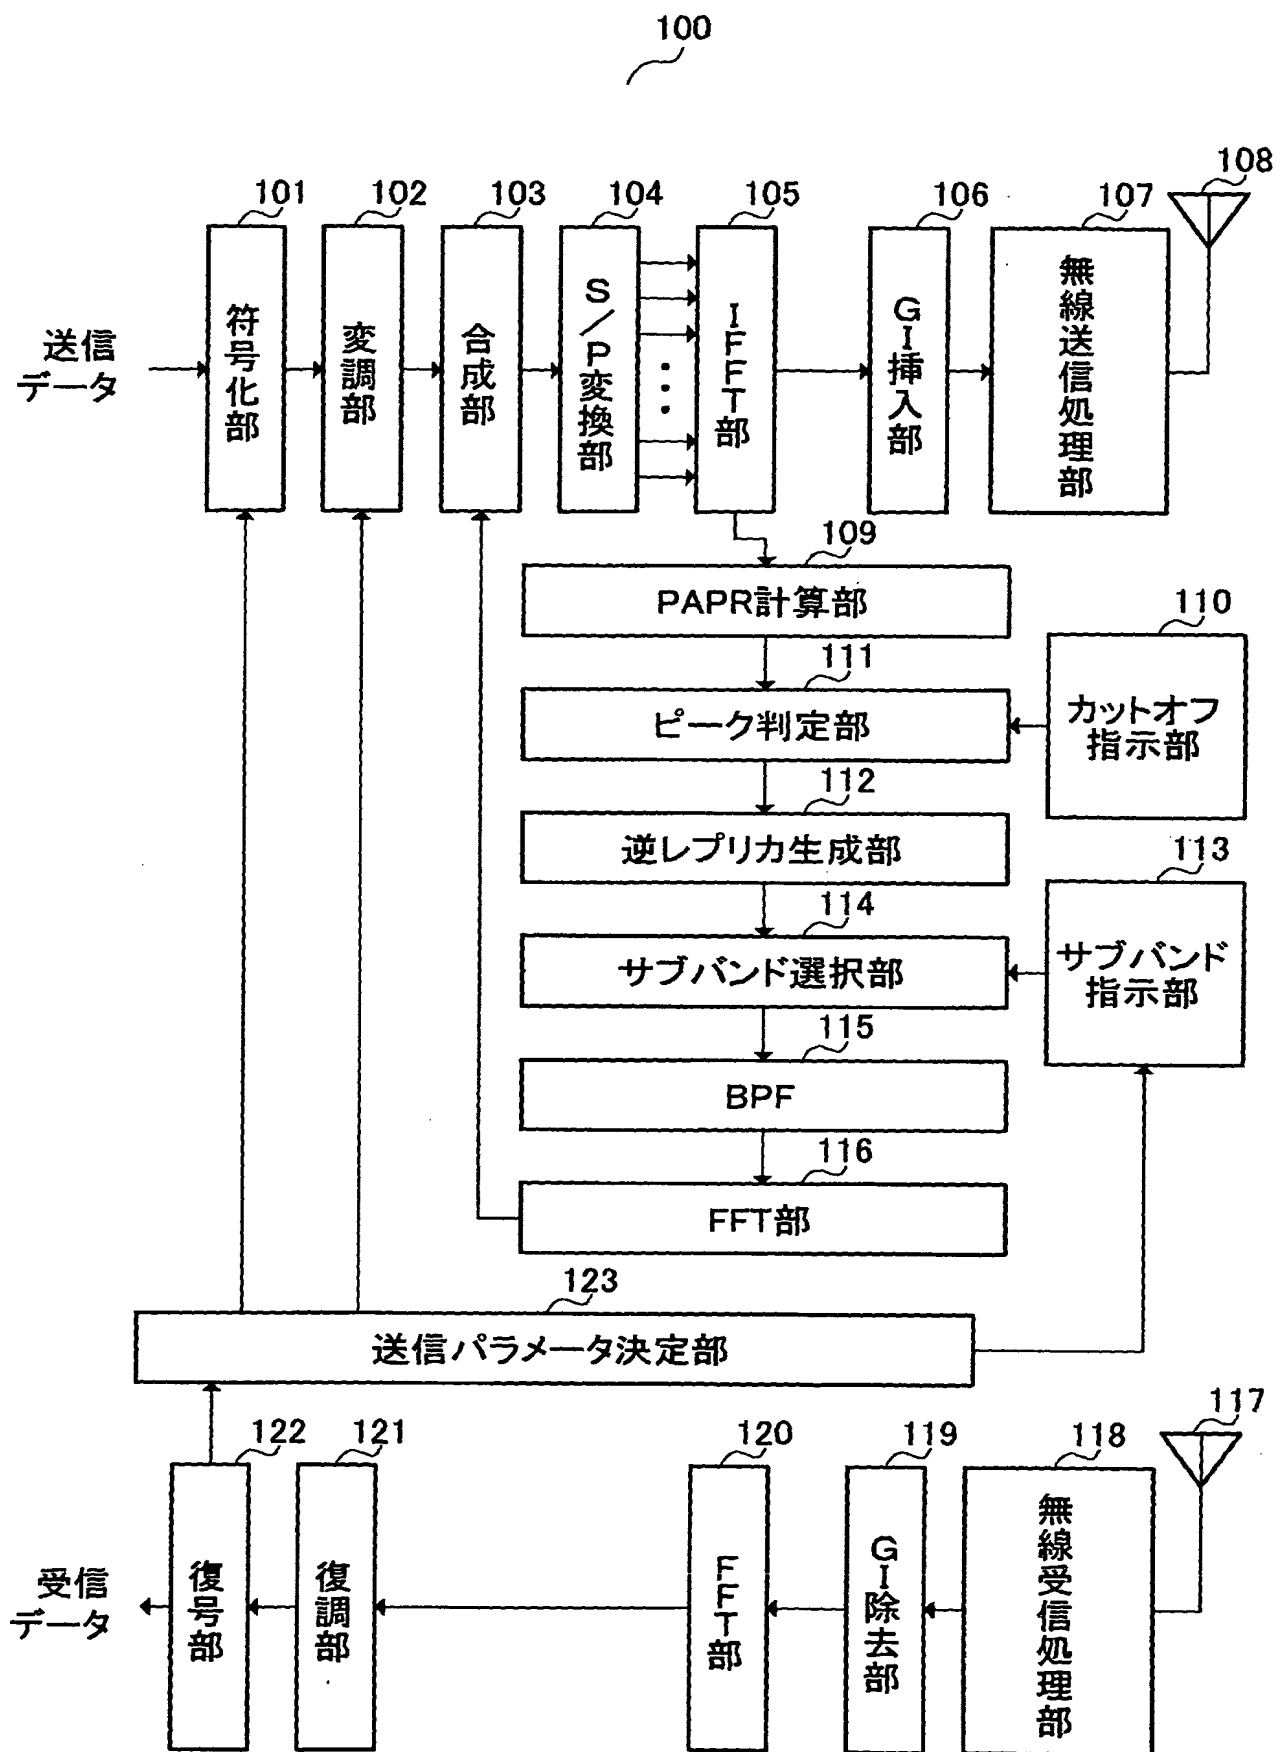 100
101
102
103
104
105
106
107
108
送信
データ
符号化部
変調部
合成部
S/P変換部
IFFT部
GI挿入部
無線送信処理部
109
PAPR計算部
110
カットオフ
指示部
111
ピーク判定部
112
逆レプリカ生成部
113
サブバンド
指示部
114
サブバンド選択部
115
BPF
116
FFT部
123
送信パラメータ決定部
122
121
120
119
118
117
受信
データ
復号部
復調部
FFT部
GI除去部
無線受信処理部